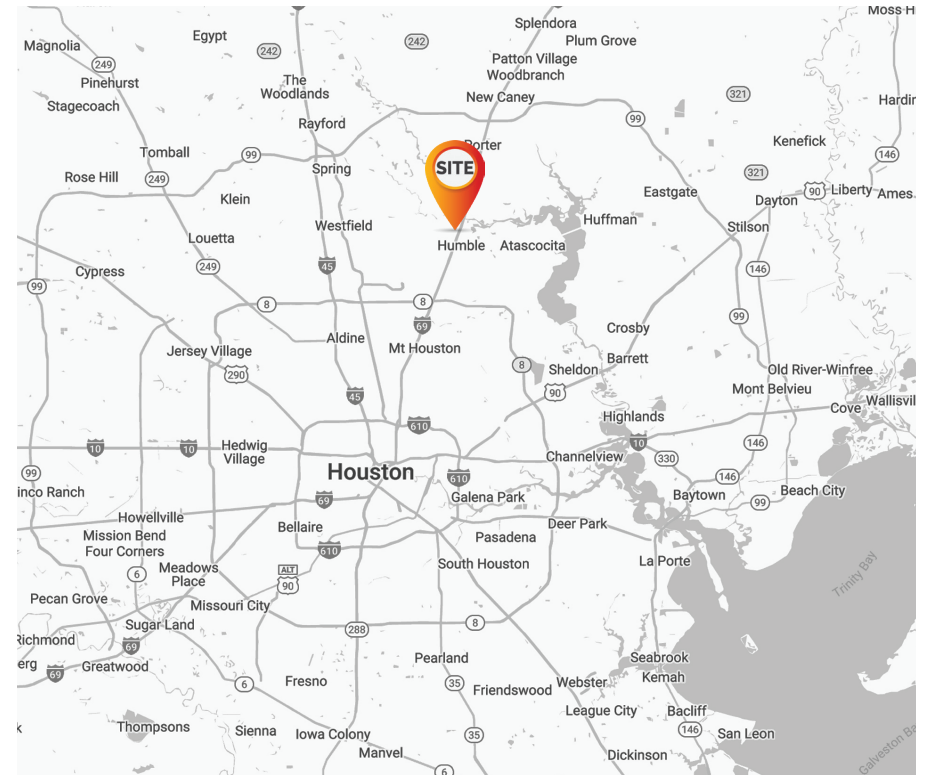 Splendora
Moss H
Egypt
242
242
Plum Grove
Magnolia
Patton Village
249
Woodbranch
Pinehurst
The
Woodlands
New Caney
321
Stagecoach
Hardin
Rayford
99
Porter
Kenefick
Tomball
99
146
SITE
Spring
321
Rose Hill
249
Eastgate
90
Liberty
Ames
Klein
Dayton
Westfield
Huffman
Stilson
Louetta
Humble
Atascocita
45
249
Cypress
146
99
8
8
99
69
Crosby
Aldine
Jersey Village
Mt Houston
Barrett
8
Sheldon
Old River-Winfree
290
Mont Belvieu
45
90
Wallisvil
Cove
Highlands
610
10
10
Hedwig
Village
10
146
Channelview
330
Houston
99
610
146
inco Ranch
69
Galena Park
Baytown
Beach City
99
Howellville
Bellaire
Deer Park
Mission Bend
Pasadena
Four Corners
610
La Porte
South Houston
Meadows
Place
6
ALT
90
Trinity Bay
Pecan Grove
Missouri City
Sugar Land
8
288
Richmond
69
Pearland
Seabrook
erg
Greatwood
69
Kemah
6
Fresno
35
Webster
Friendswood
League City
Bacliff
Thompsons
k
Sienna
Iowa Colony
35
146
San Leon
Manvel
Dickinson
6
Galveston Ba